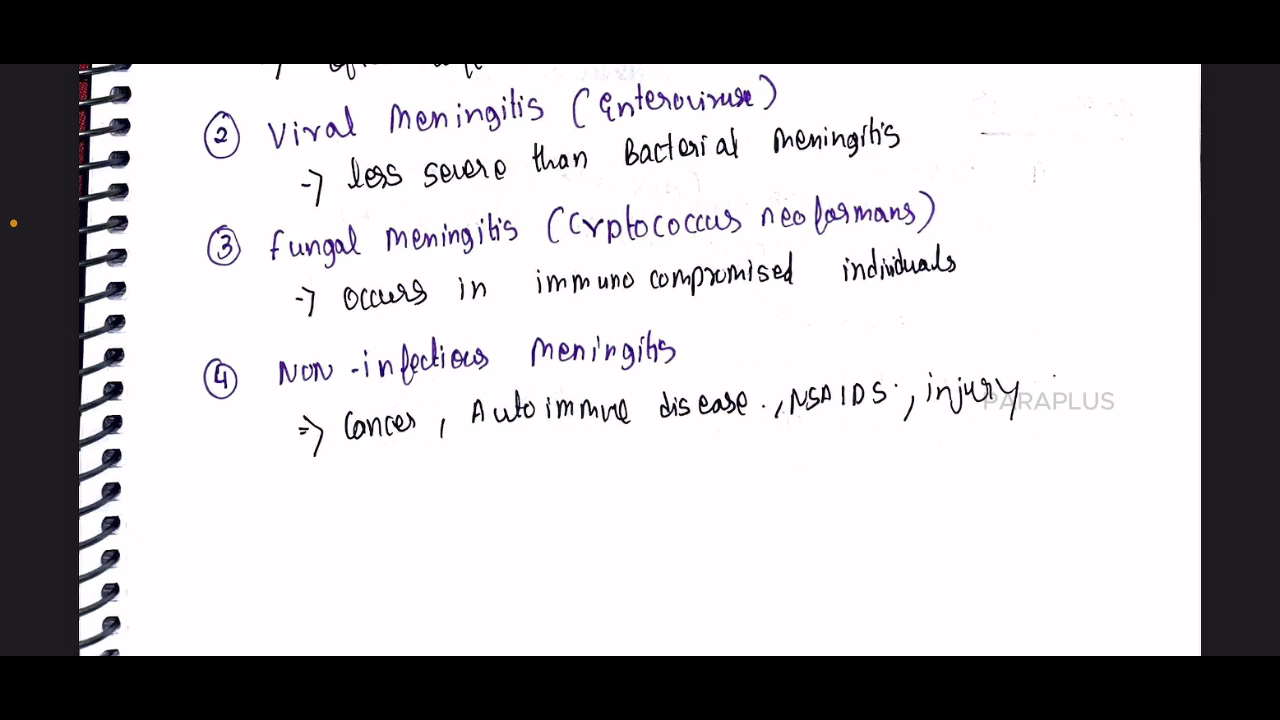 ② Viral Meningitis (Enterovirus)
→ less severe than Bacterial Meningitis
③ Fungal Meningitis (Crptococcus neoformans)
→ occurs in immuno compromised individuals
④ Non-infectious Meningitis
⇒ Cancer, Autoimmune disease., NSAIDS, injury
PARAPLUS